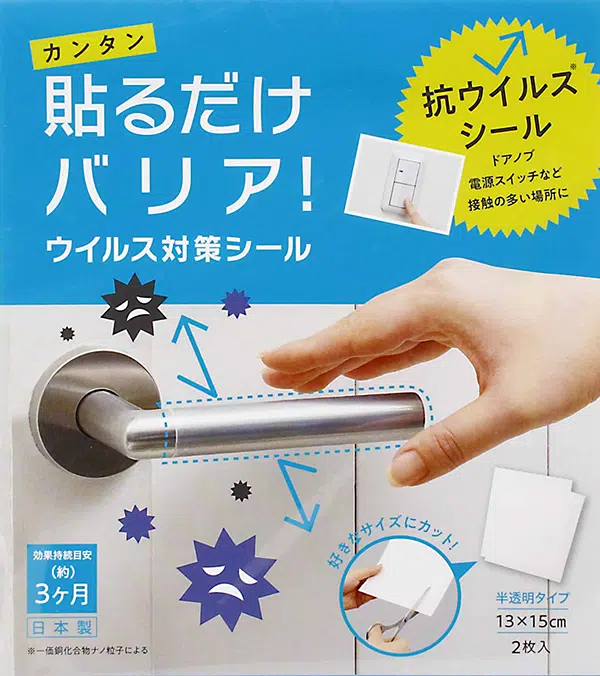 カンタン
貼るだけ
バリア!
ウイルス対策シール
抗ウイルス※
シール
ドアノブ
電源スイッチなど
接触の多い場所に
好きなサイズにカット!
効果持続目安
(約)
3ヶ月
日本製
※一価銅化合物ナノ粒子による
半透明タイプ
13×15cm
2枚入